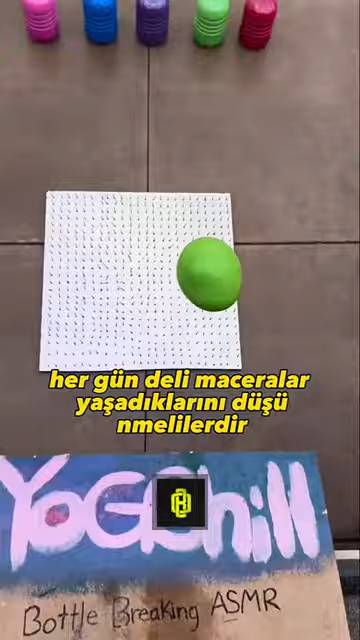 her gün deli maceralar
yaşadıklarını düşü
nmelilerdir
YoGChill
Bottle Breaking ASMR